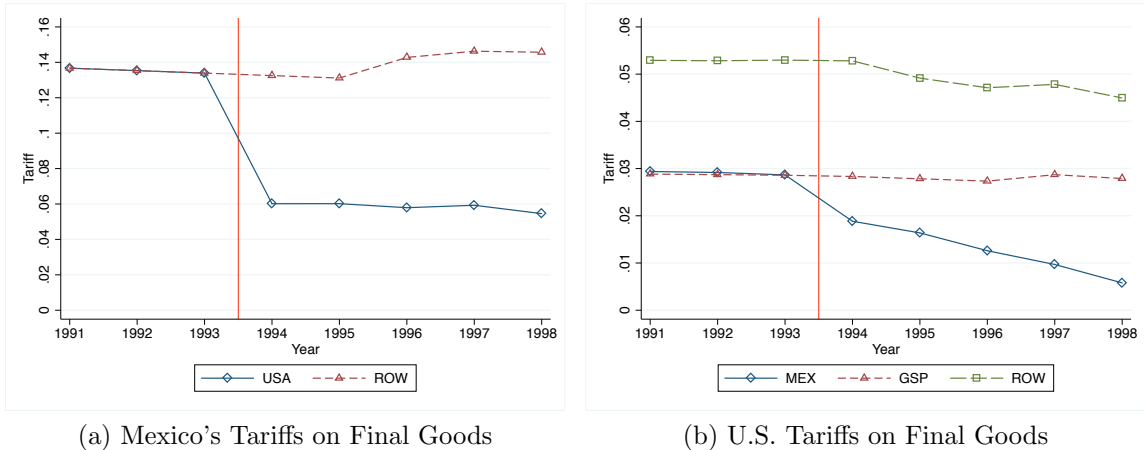 .16
.14
.12
.1
.08
.06
.04
.02
0
Tariff
1991 1992 1993 1994 1995 1996 1997 1998
Year
USA ROW
(a) Mexico's Tariffs on Final Goods
.06
.05
.04
.03
.02
.01
0
Tariff
1991 1992 1993 1994 1995 1996 1997 1998
Year
MEX GSP ROW
(b) U.S. Tariffs on Final Goods